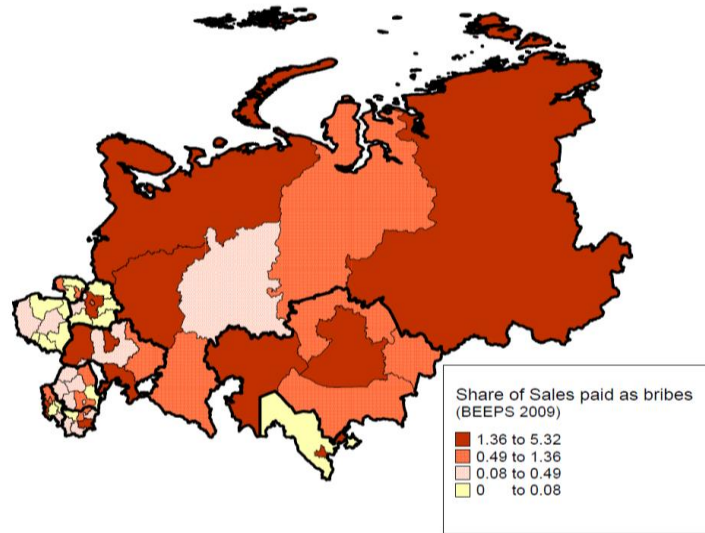 Share of Sales paid as bribes
(BEEPS 2009)
1.36 to 5.32
0.49 to 1.36
0.08 to 0.49
0 to 0.08